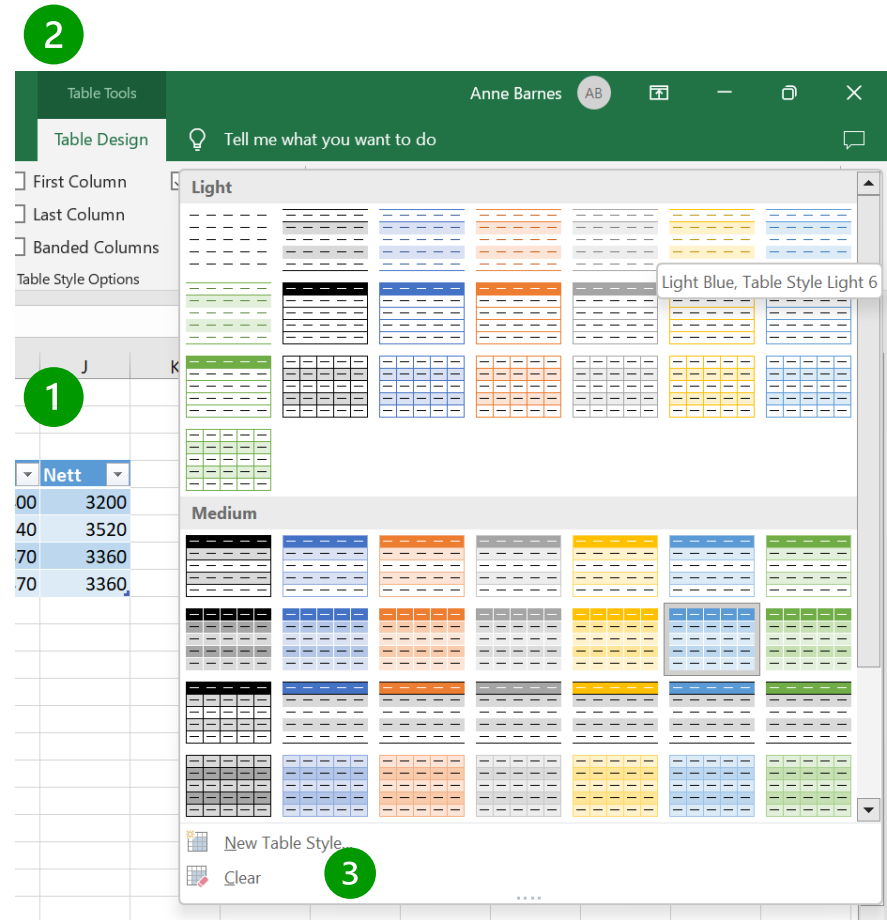 2
Table Tools
Anne Barnes AB
Table Design Tell me what you want to do
First Column
Last Column
Banded Columns
Table Style Options
Light
Light Blue, Table Style Light 6
J K
1
Nett
00 3200
40 3520
70 3360
70 3360
Medium
New Table Style...
Clear
3